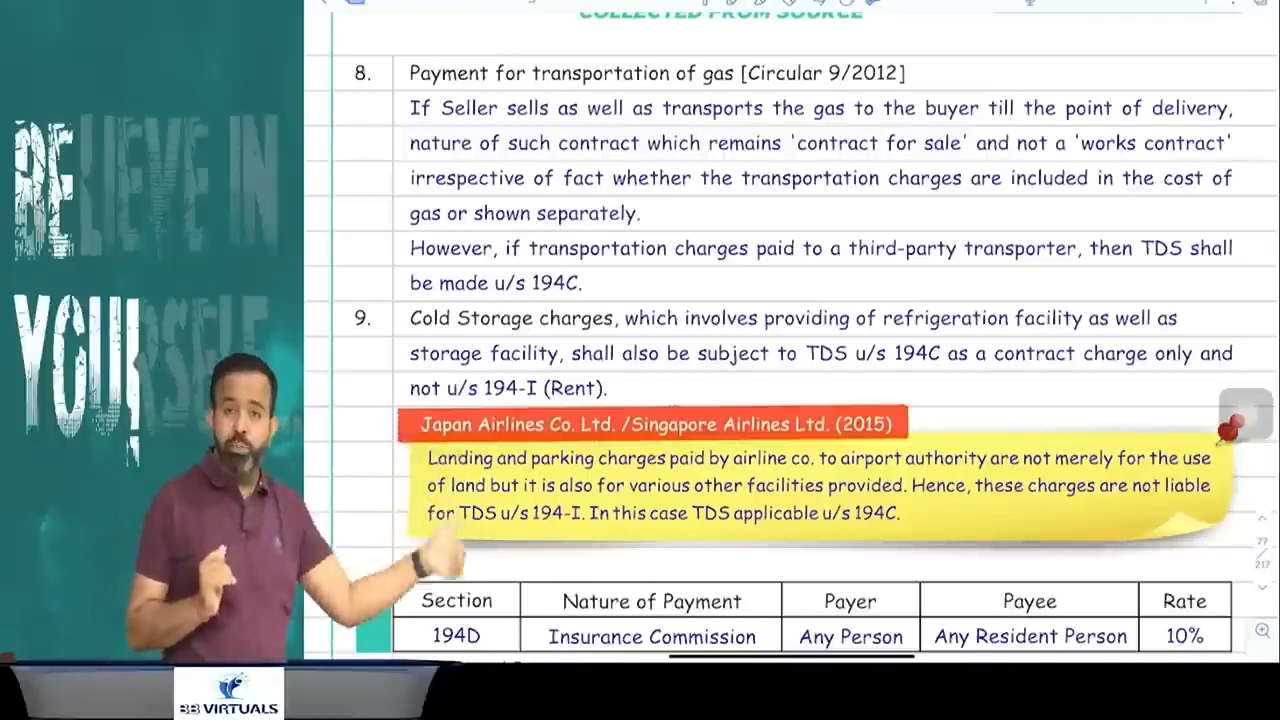 COLLECTED FROM SOURCE
8. Payment for transportation of gas [Circular 9/2012]
If Seller sells as well as transports the gas to the buyer till the point of delivery,
nature of such contract which remains 'contract for sale' and not a 'works contract'
irrespective of fact whether the transportation charges are included in the cost of
gas or shown separately.
However, if transportation charges paid to a third-party transporter, then TDS shall
be made u/s 194C.
9. Cold Storage charges, which involves providing of refrigeration facility as well as
storage facility, shall also be subject to TDS u/s 194C as a contract charge only and
not u/s 194-I (Rent).
Japan Airlines Co. Ltd. /Singapore Airlines Ltd. (2015)
Landing and parking charges paid by airline co. to airport authority are not merely for the use
of land but it is also for various other facilities provided. Hence, these charges are not liable
for TDS u/s 194-I. In this case TDS applicable u/s 194C.
Section Nature of Payment Payer Payee Rate
194D Insurance Commission Any Person Any Resident Person 10%
77
/
217
BELIEVE IN
YOURSELF
BB VIRTUALS